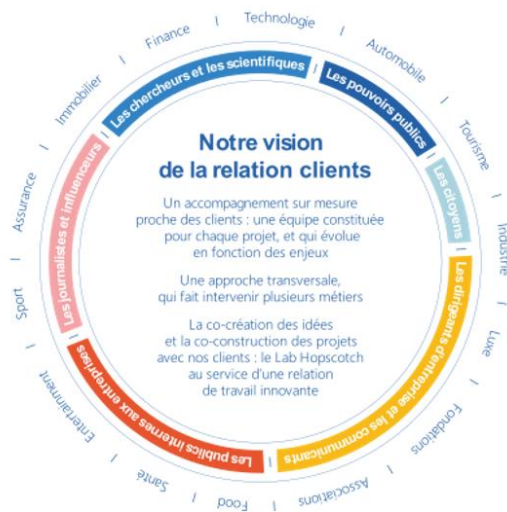 Technologie
Automobile
Tourisme
Industrie
Luxe
Fondations
Associations
Food
Santé
Entertainment
Sport
Assurance
Immobilier
Finance
Les chercheurs et les scientifiques
Les pouvoirs publics
Les citoyens
Les dirigeants d'entreprise et les communicants
Les publics internes aux entreprises
Les journalistes et influenceurs
Notre vision
de la relation clients
Un accompagnement sur mesure
proche des clients : une équipe constituée
pour chaque projet, et qui évolue
en fonction des enjeux
Une approche transversale,
qui fait intervenir plusieurs métiers
La co-création des idées
et la co-construction des projets
avec nos clients : le Lab Hopscotch
au service d'une relation
de travail innovante